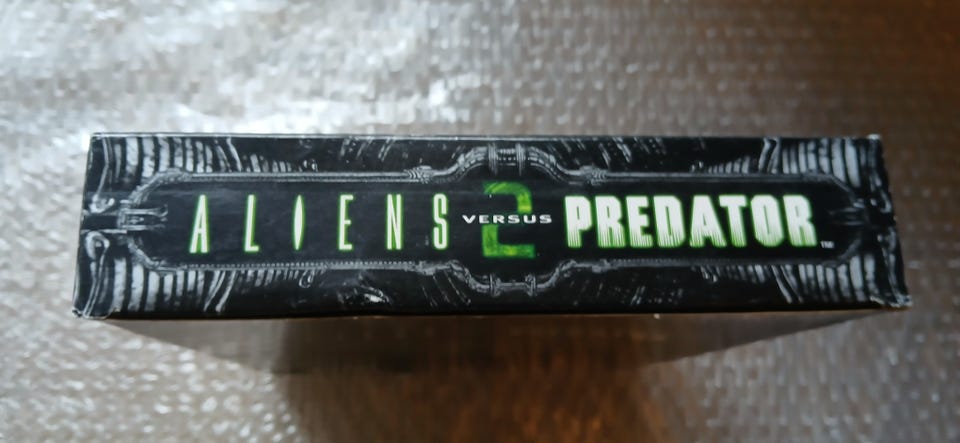 ALIENS VERSUS 2 PREDATOR™